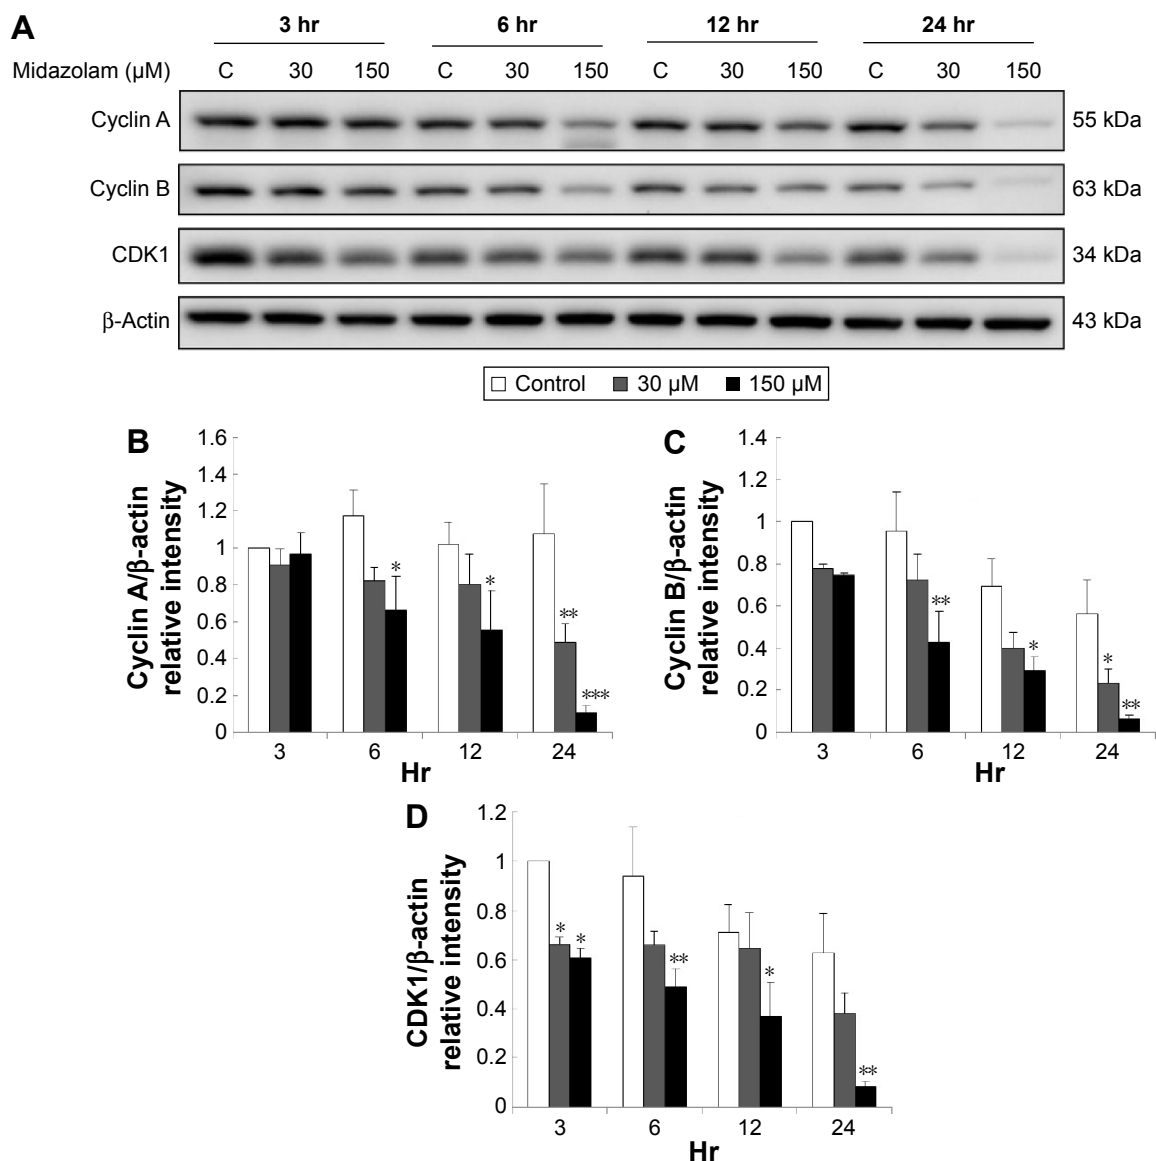 A
3 hr 6 hr 12 hr 24 hr
Midazolam (µM) C 30 150 C 30 150 C 30 150 C 30 150
Cyclin A 55 kDa
Cyclin B 63 kDa
CDK1 34 kDa
β-Actin 43 kDa
Control 30 µM 150 µM
B
Cyclin A/β-actin
relative intensity
1.6
1.4
1.2
1
0.8
0.6
0.4
0.2
0
* * ** ***
3 6 12 24
Hr
C
Cyclin B/β-actin
relative intensity
1.4
1.2
1
0.8
0.6
0.4
0.2
0
** * * **
3 6 12 24
Hr
D
CDK1/β-actin
relative intensity
1.2
1
0.8
0.6
0.4
0.2
0
* * ** * **
3 6 12 24
Hr